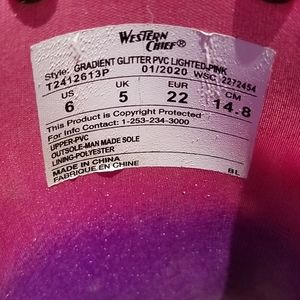 WESTERN
CHIEF®
Style: GRADIENT GLITTER PVC LIGHTED-PINK
T2412613P 01/2020 WSC 2272454
US UK EUR CM
6 5 22 14.8
This Product is Copyright Protected
For Info Contact: 1-253-234-3000
UPPER-PVC
OUTSOLE-MAN MADE SOLE
LINING-POLYESTER
MADE IN CHINA
FABRIQUE EN CHINE BL